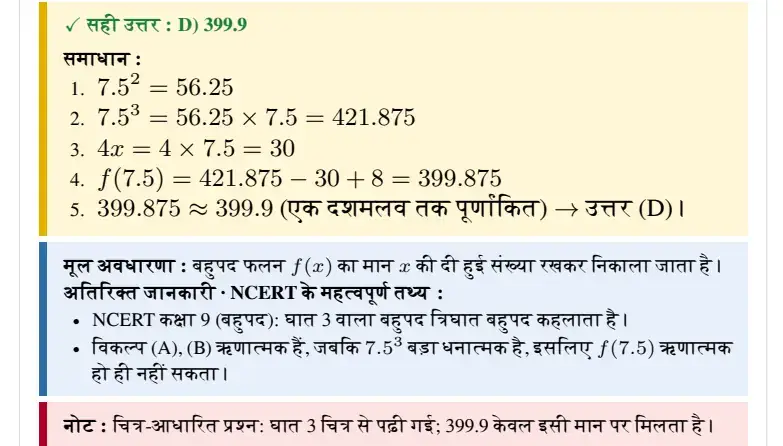 ✓ सही उत्तर : D) 399.9
समाधान :
1. 7.5² = 56.25
2. 7.5³ = 56.25 × 7.5 = 421.875
3. 4x = 4 × 7.5 = 30
4. f(7.5) = 421.875 − 30 + 8 = 399.875
5. 399.875 ≈ 399.9 (एक दशमलव तक पूर्णांकित) → उत्तर (D)।
मूल अवधारणा : बहुपद फलन f(x) का मान x की दी हुई संख्या रखकर निकाला जाता है।
अतिरिक्त जानकारी · NCERT के महत्वपूर्ण तथ्य :
• NCERT कक्षा 9 (बहुपद): घात 3 वाला बहुपद त्रिघात बहुपद कहलाता है।
• विकल्प (A), (B) ऋणात्मक हैं, जबकि 7.5³ बड़ा धनात्मक है, इसलिए f(7.5) ऋणात्मक
हो ही नहीं सकता।
नोट : चित्र-आधारित प्रश्न: घात 3 चित्र से पढ़ी गई; 399.9 केवल इसी मान पर मिलता है।